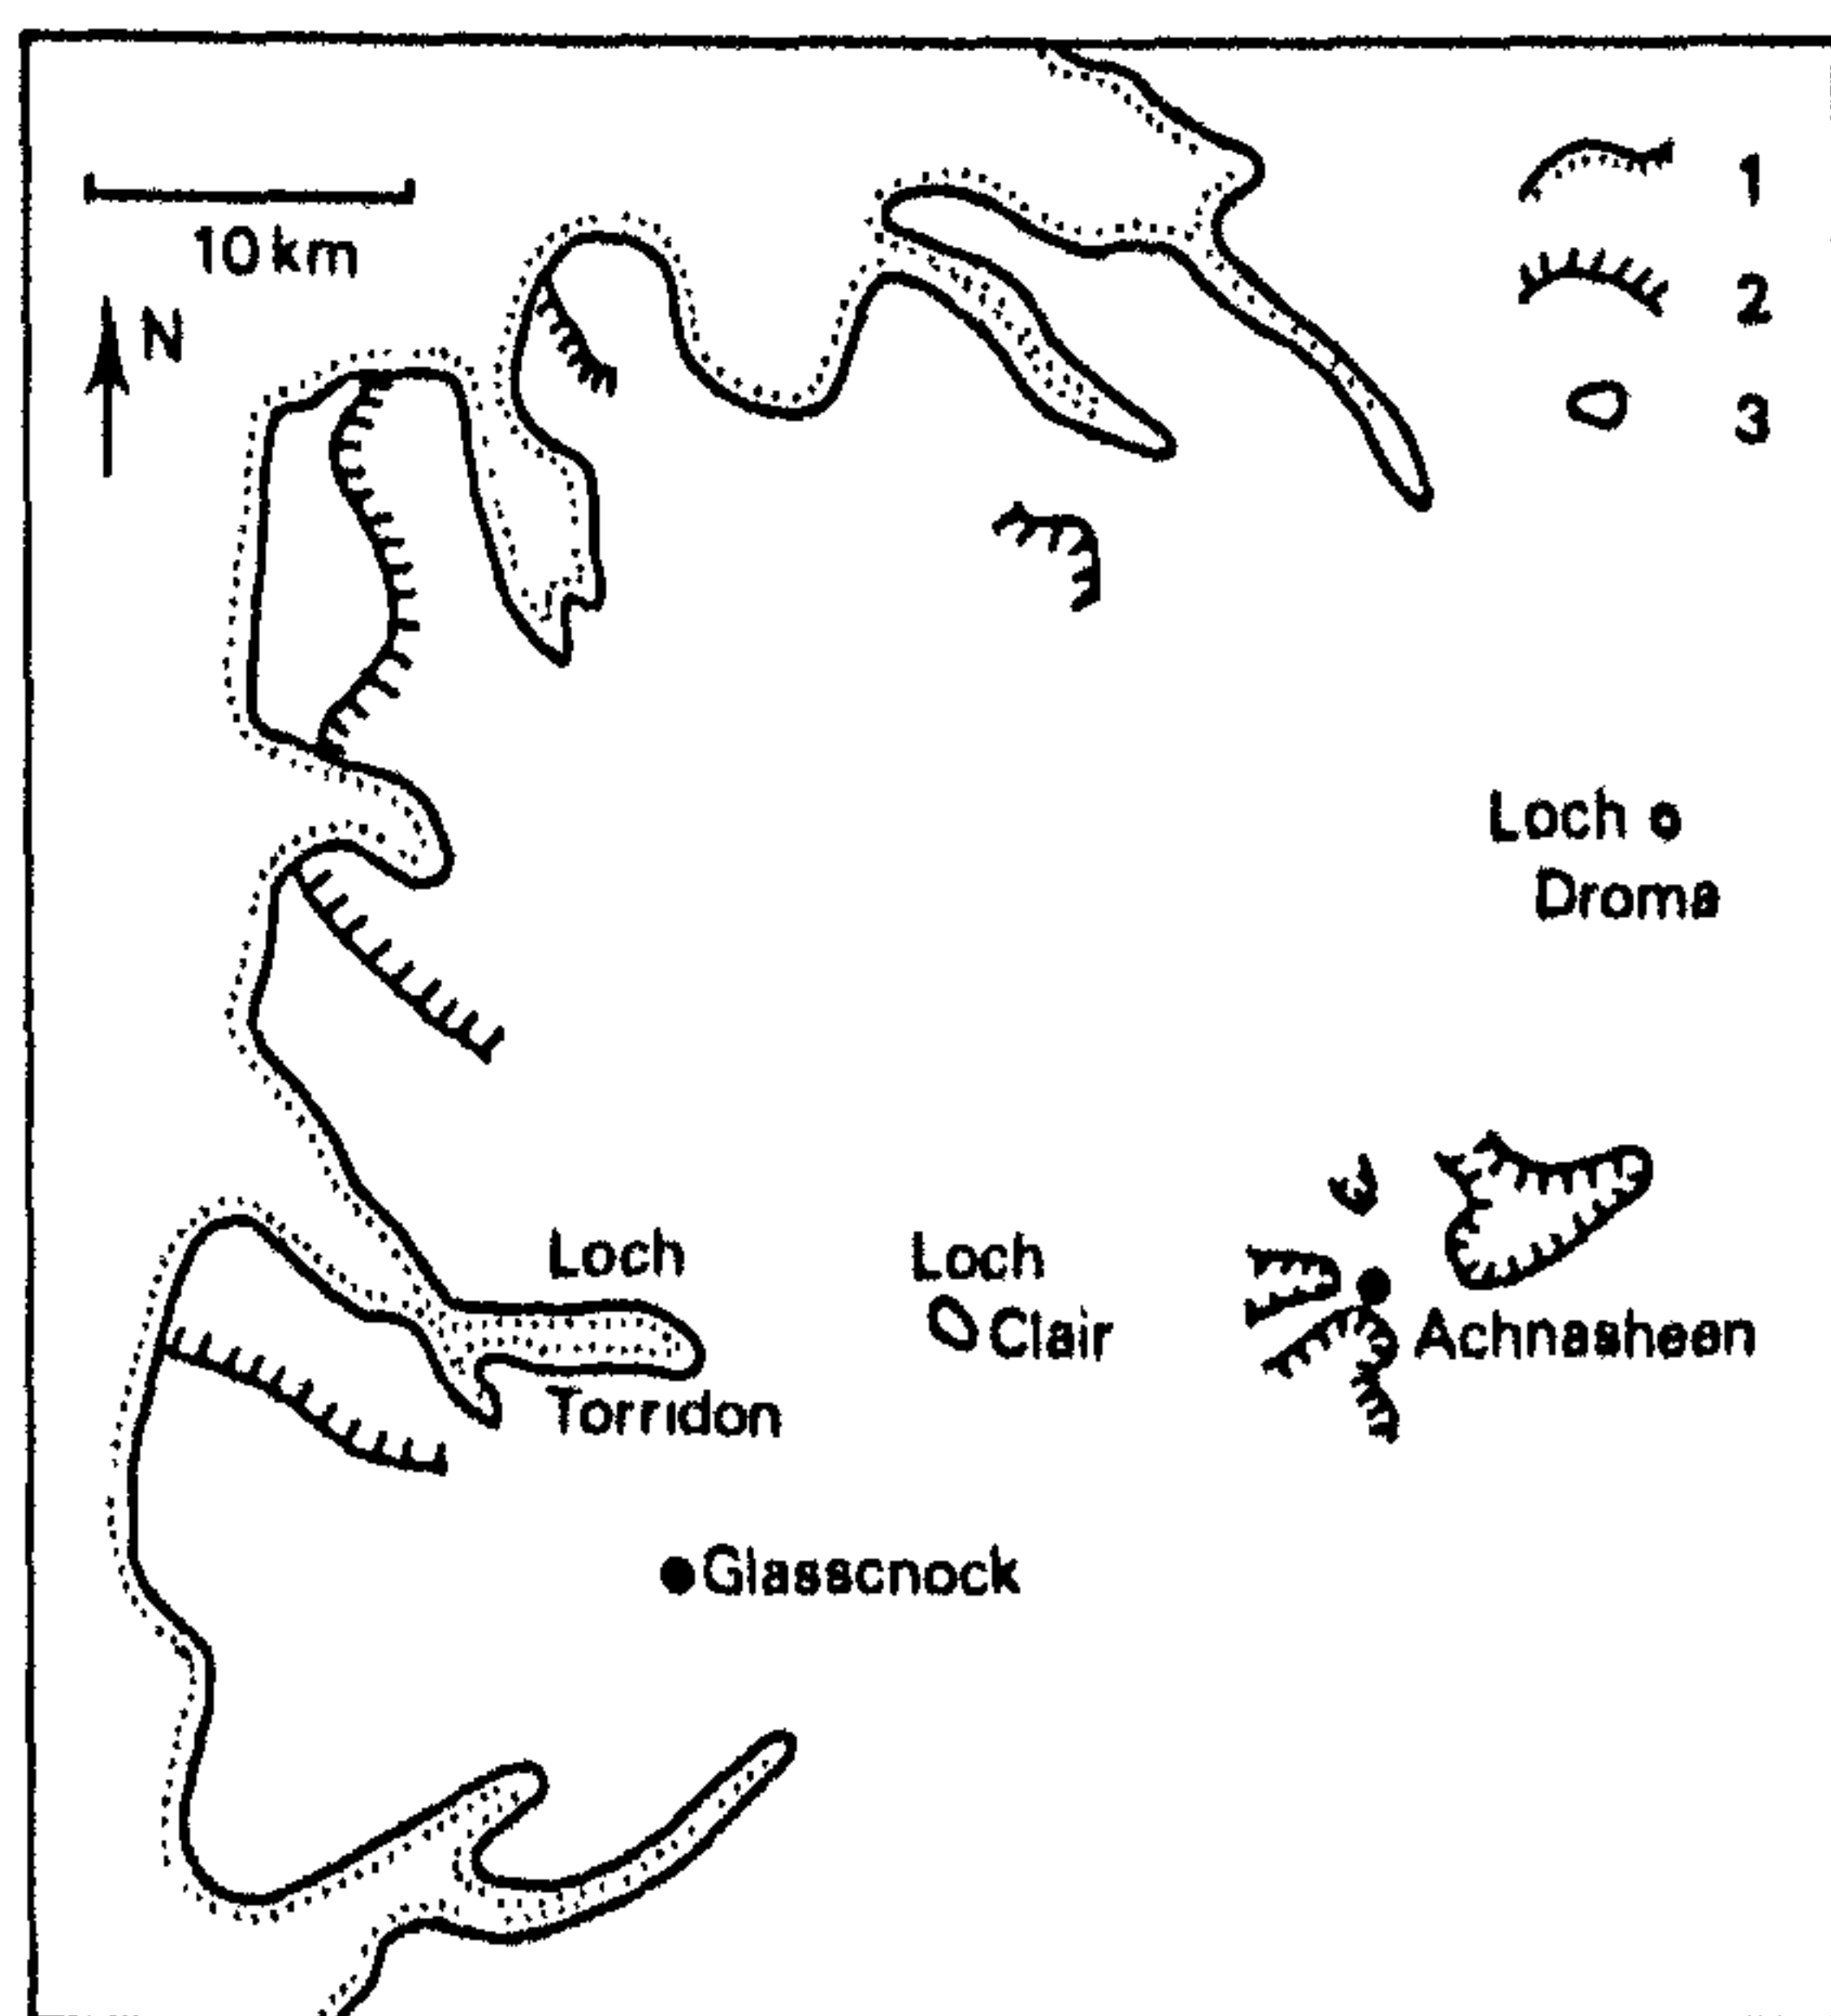 10 km
N
1
2
3
Loch
Droma
Loch
Torridon
Loch
Clair
Achnasheen
Glasscnock